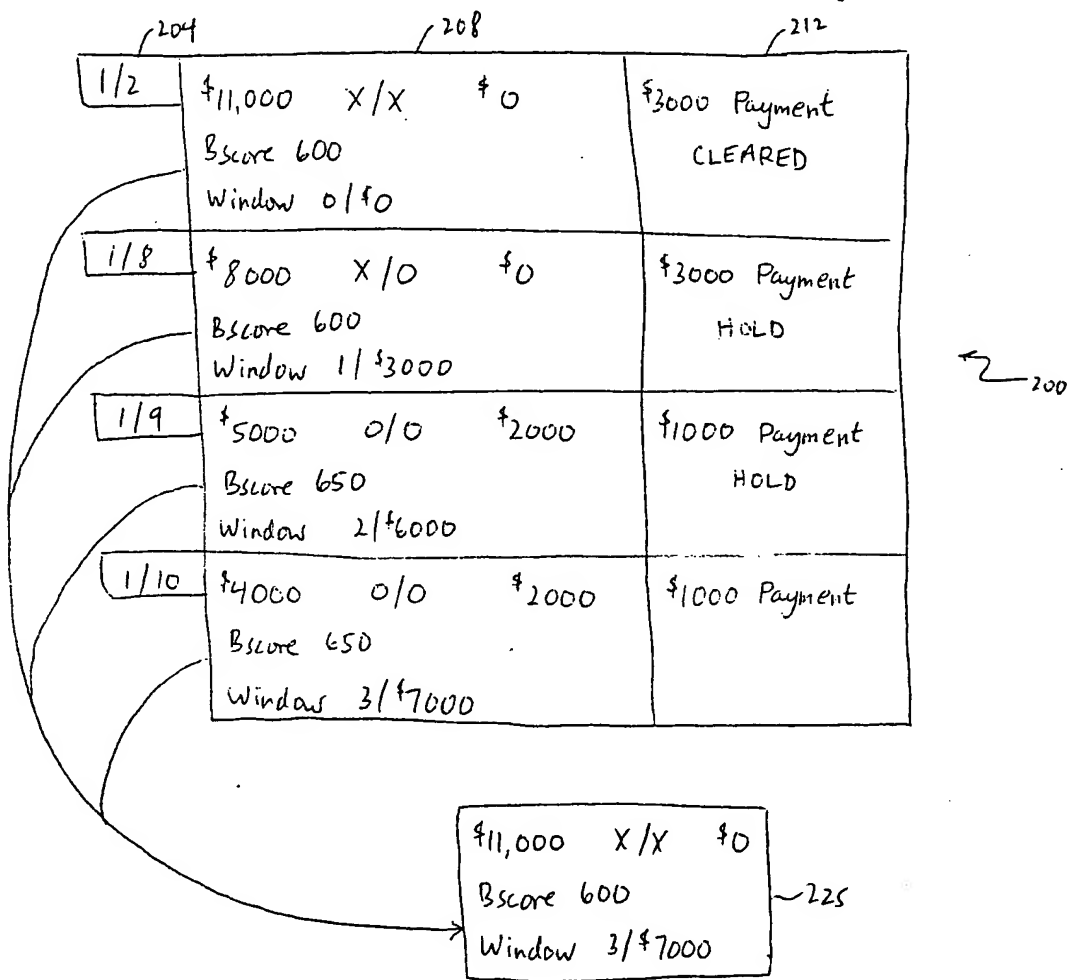 204 208 212
1/2 $11,000 X/X $0 $3000 Payment
Bscore 600 CLEARED
Window 0/$0
1/8 $8000 X/0 $0 $3000 Payment
Bscore 600 HOLD
Window 1/$3000
200
1/9 $5000 0/0 $2000 $1000 Payment
Bscore 650 HOLD
Window 2/$6000
1/10 $4000 0/0 $2000 $1000 Payment
Bscore 650
Window 3/$7000
$11,000 X/X $0
Bscore 600 225
Window 3/$7000